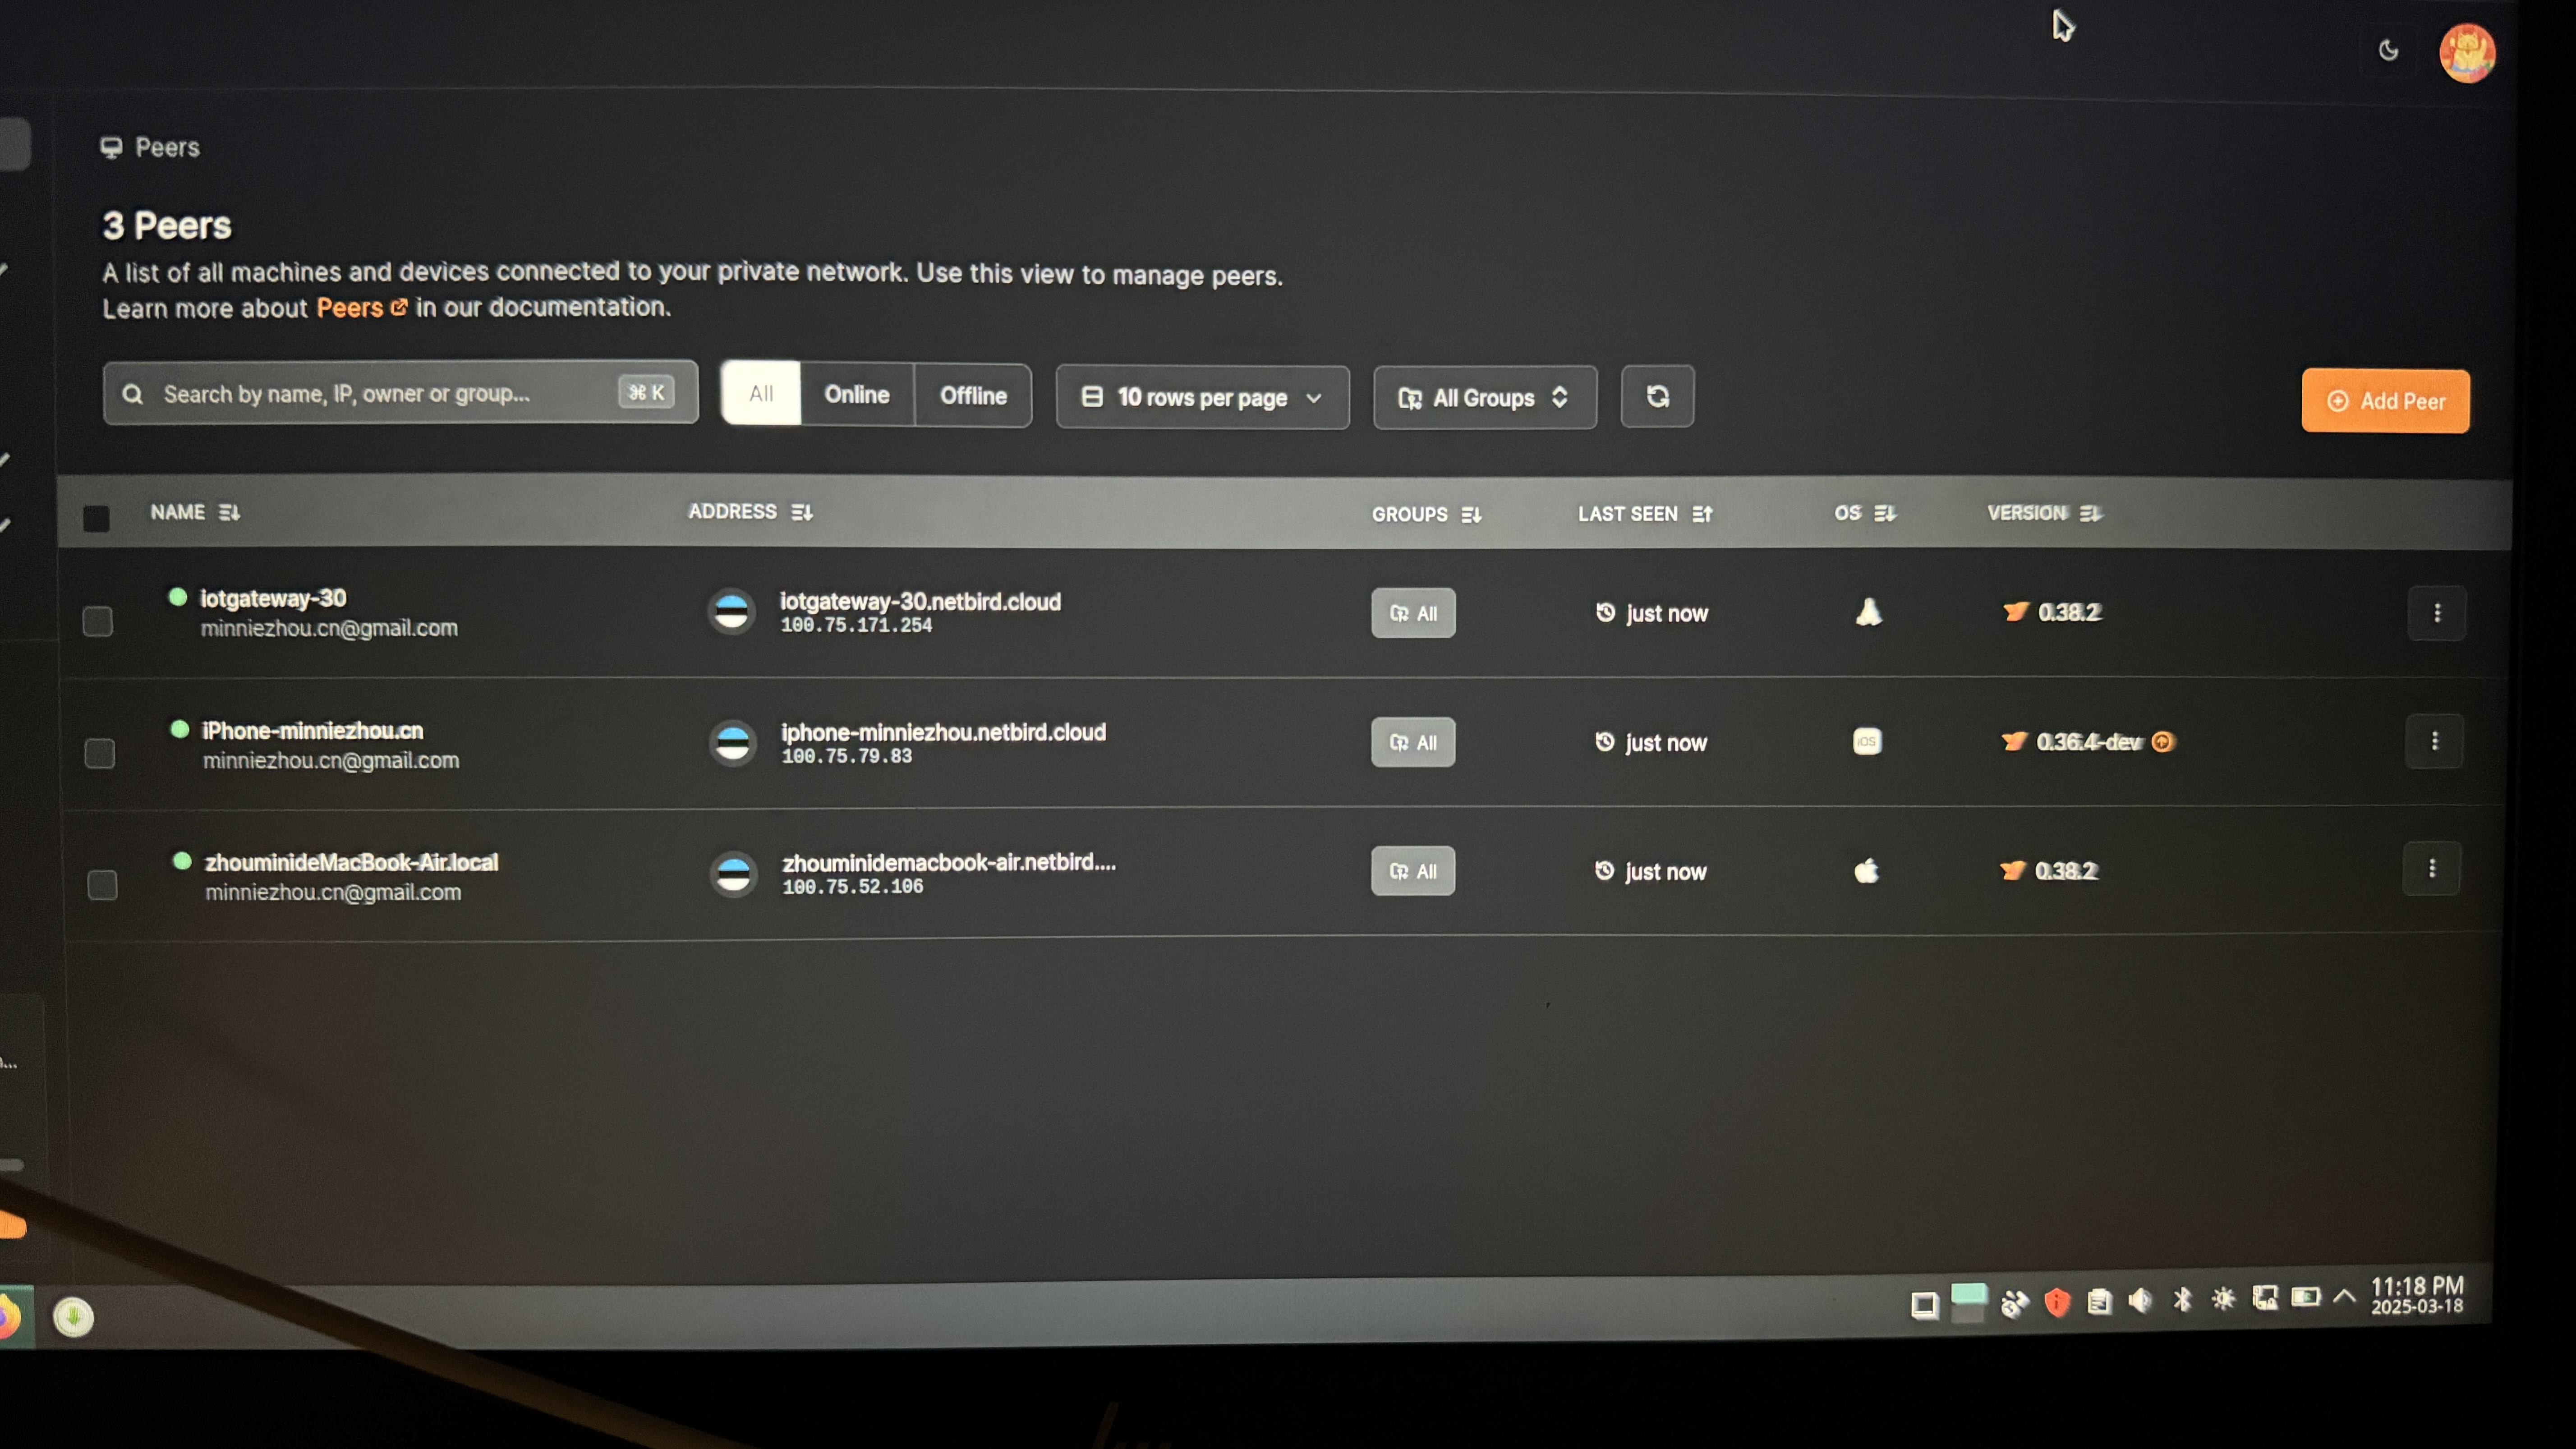 Peers
3 Peers
A list of all machines and devices connected to your private network. Use this view to manage peers.
Learn more about Peers in our documentation.
Search by name, IP, owner or group... ⌘ K All Online Offline 10 rows per page All Groups Add Peer
NAME ADDRESS GROUPS LAST SEEN OS VERSION
iotgateway-30 iotgateway-30.netbird.cloud All just now 0.38.2
minniezhou.cn@gmail.com 100.75.171.254
iPhone-minniezhou.cn iphone-minniezhou.netbird.cloud All just now iOS 0.36.4-dev
minniezhou.cn@gmail.com 100.75.79.83
zhouminideMacBook-Air.local zhouminidemacbook-air.netbird.... All just now 0.38.2
minniezhou.cn@gmail.com 100.75.52.106
11:18 PM
2025-03-18